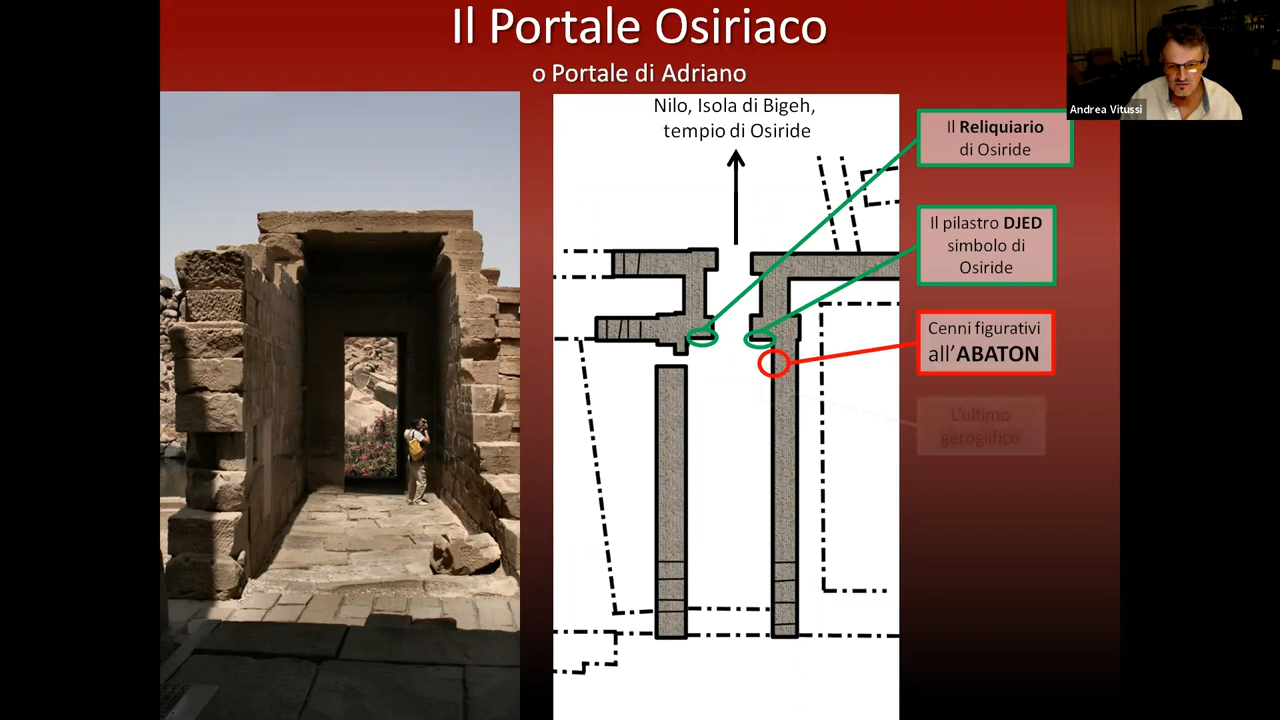 Il Portale Osiriaco
o Portale di Adriano
Andrea Vitussi
Nilo, Isola di Bigeh,
tempio di Osiride
Il Reliquiario
di Osiride
Il pilastro DJED
simbolo di
Osiride
Cenni figurativi
all'ABATON
L'ultimo
geroglifico